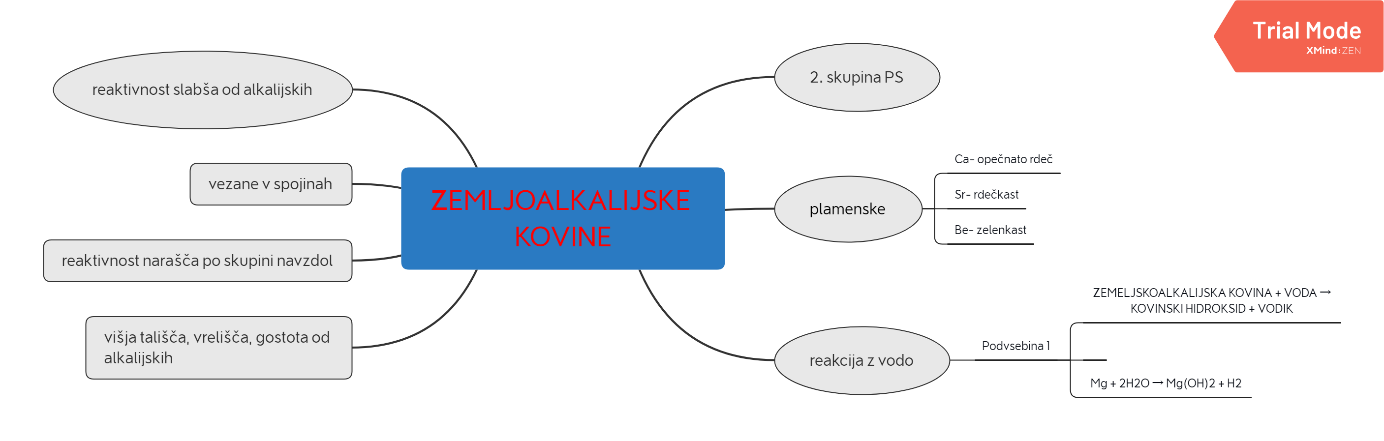 Trial Mode
XMind:ZEN
ZEMLJOALKALIJSKE
KOVINE
2. skupina PS
plamenske
Ca- opečnato rdeč
Sr- rdečkast
Be- zelenkast
reakcija z vodo
Podvsebina 1
ZEMELJSKOALKALIJSKA KOVINA + VODA →
KOVINSKI HIDROKSID + VODIK
Mg + 2H2O → Mg(OH)2 + H2
reaktivnost slabša od alkalijskih
vezane v spojinah
reaktivnost narašča po skupini navzdol
višja tališča, vrelišča, gostota od
alkalijskih